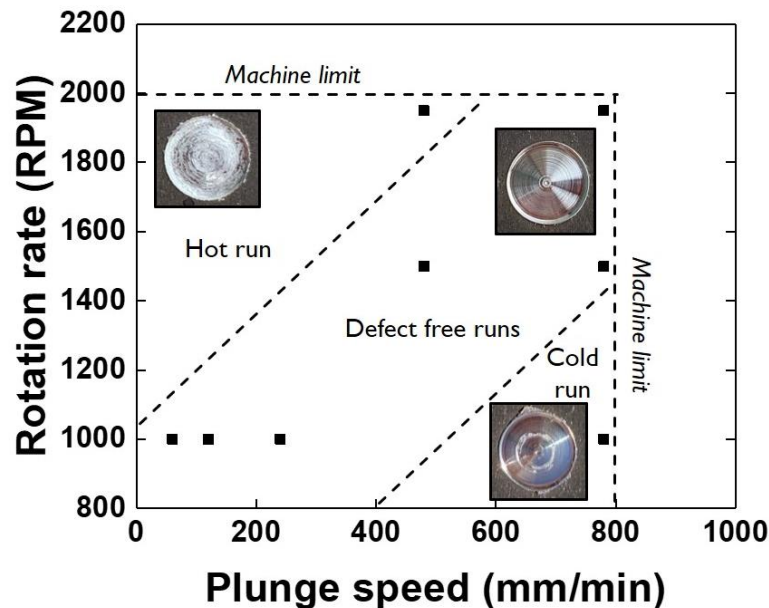 2200
2000
1800
1600
1400
1200
1000
800
Rotation rate (RPM)
Machine limit
Hot run
Defect free runs
Cold
run
Machine limit
0
200
400
600
800
1000
Plunge speed (mm/min)